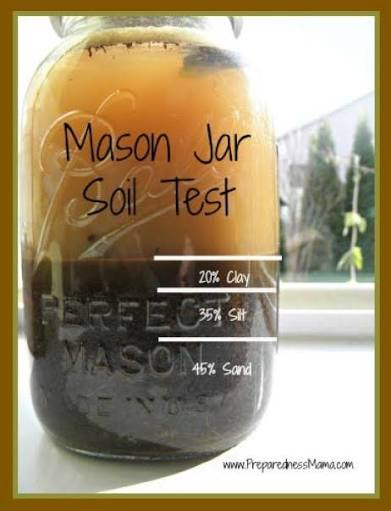 Mason Jar
Soil Test
20% Clay
35% Silt
PERFECT
MASON
45% Sand
www.PreparednessMama.com